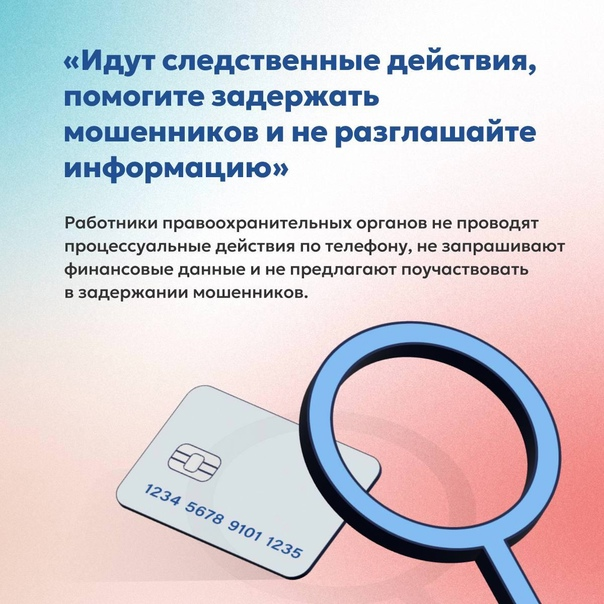 «Идут следственные действия,
помогите задержать
мошенников и не разглашайте
информацию»
Работники правоохранительных органов не проводят
процессуальные действия по телефону, не запрашивают
финансовые данные и не предлагают поучаствовать
в задержании мошенников.
1234 5678 9101 1235